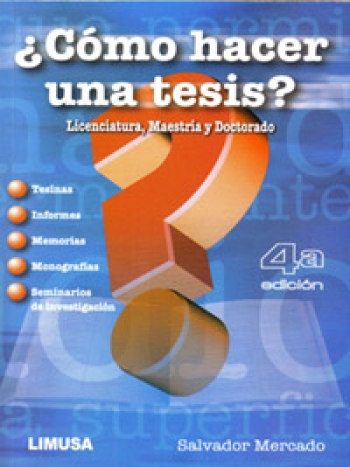 ¿Cómo hacer
una tesis?
Licenciatura, Maestría y Doctorado
Tesinas
Informes
Memorias
Monografías
Seminarios
de Investigación
4a
edición
LIMUSA
Salvador Mercado